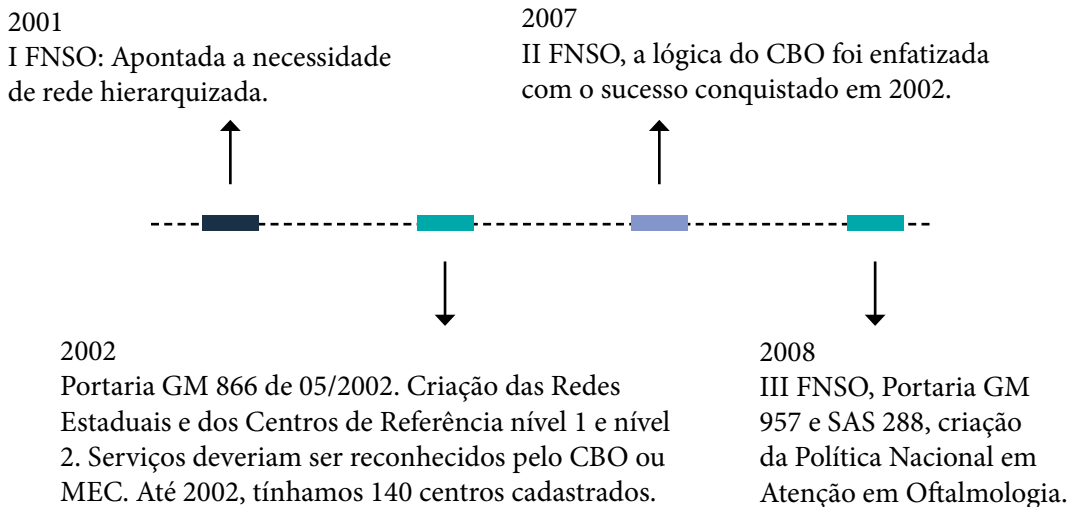 2001
I FNSO: Apontada a necessidade
de rede hierarquizada.
2007
II FNSO, a lógica do CBO foi enfatizada
com o sucesso conquistado em 2002.
2002
Portaria GM 866 de 05/2002. Criação das Redes
Estaduais e dos Centros de Referência nível 1 e nível
2. Serviços deveriam ser reconhecidos pelo CBO ou
MEC. Até 2002, tínhamos 140 centros cadastrados.
2008
III FNSO, Portaria GM
957 e SAS 288, criação
da Política Nacional em
Atenção em Oftalmologia.